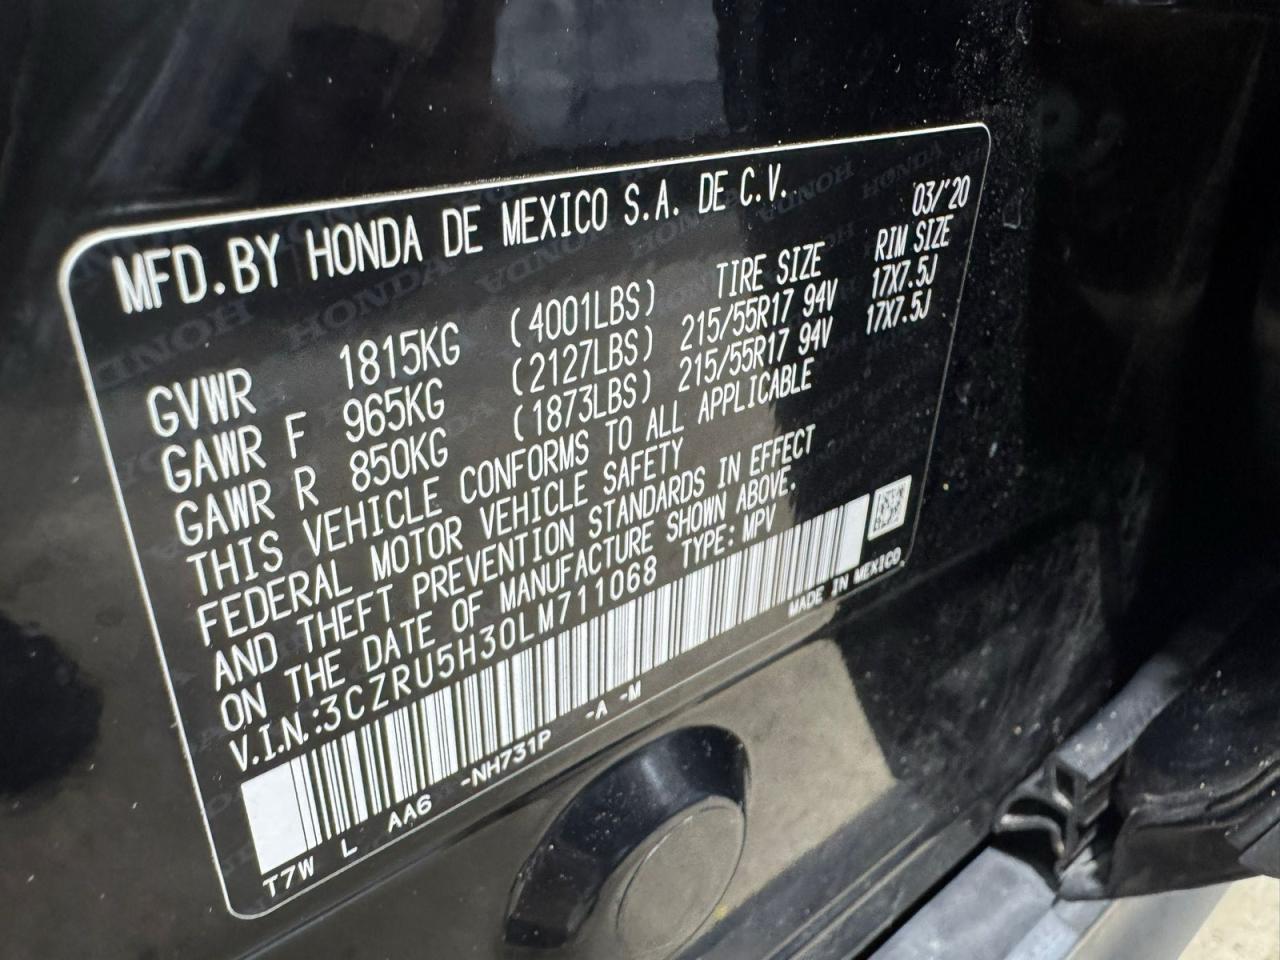 MFD.BY HONDA DE MEXICO S.A. DE C.V. 03/'20
TIRE SIZE RIM SIZE
GVWR 1815KG (4001LBS)
GAWR F 965KG (2127LBS) 215/55R17 94V 17X7.5J
GAWR R 850KG (1873LBS) 215/55R17 94V 17X7.5J
THIS VEHICLE CONFORMS TO ALL APPLICABLE
FEDERAL MOTOR VEHICLE SAFETY
AND THEFT PREVENTION STANDARDS IN EFFECT
ON THE DATE OF MANUFACTURE SHOWN ABOVE.
V.I.N.:3CZRU5H30LM711068 TYPE: MPV
MADE IN MEXICO
T7W L AA6 -NH731P -A -M